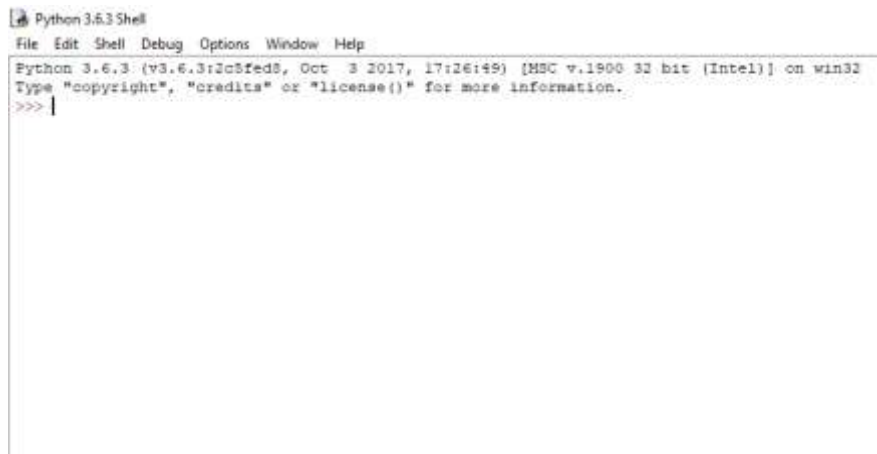 Python 3.6.3 Shell
File Edit Shell Debug Options Window Help
Python 3.6.3 (v3.6.3:2c5fed8, Oct  3 2017, 17:26:49) [MSC v.1900 32 bit (Intel)] on win32
Type "copyright", "credits" or "license()" for more information.
>>>